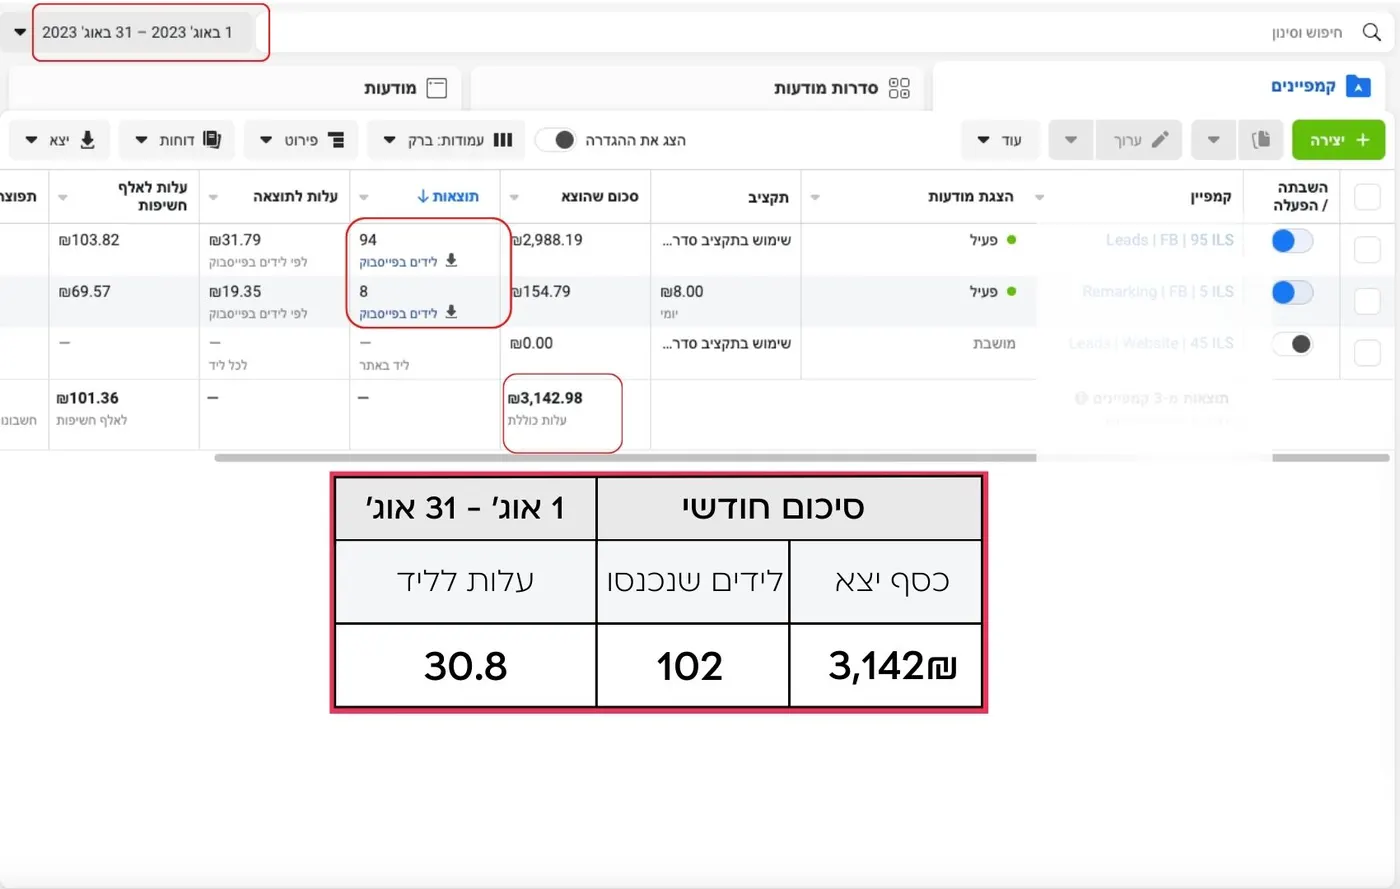 חיפוש וסינון
1 באוג' 2023 – 31 באוג' 2023
קמפיינים
סדרות מודעות
מודעות
+ יצירה
ערוך
עוד
הצג את ההגדרה
עמודות: ברק
פירוט
דוחות
יצא
השבתה / הפעלה
קמפיין
הצגת מודעות
תקציב
סכום שהוצא
תוצאות ↓
עלות לתוצאה
עלות לאלף חשיפות
תפוצה
Leads | FB | 95 ILS
פעיל
שימוש בתקציב סדר...
₪2,988.19
94
לידים בפייסבוק
₪31.79
לפי לידים בפייסבוק
₪103.82
Remarking | FB | 5 ILS
פעיל
₪8.00
יומי
₪154.79
8
לידים בפייסבוק
₪19.35
לפי לידים בפייסבוק
₪69.57
Leads | Website | 45 ILS
מושבת
שימוש בתקציב סדר...
₪0.00
—
ליד באתר
—
לכל ליד
—
תוצאות מ-3 קמפיינים
₪3,142.98
עלות כוללת
—
—
₪101.36
לאלף חשיפות
חשבונו
סיכום חודשי
1 אוג' - 31 אוג'
כסף יצא
לידים שנכנסו
עלות לליד
3,142₪
102
30.8